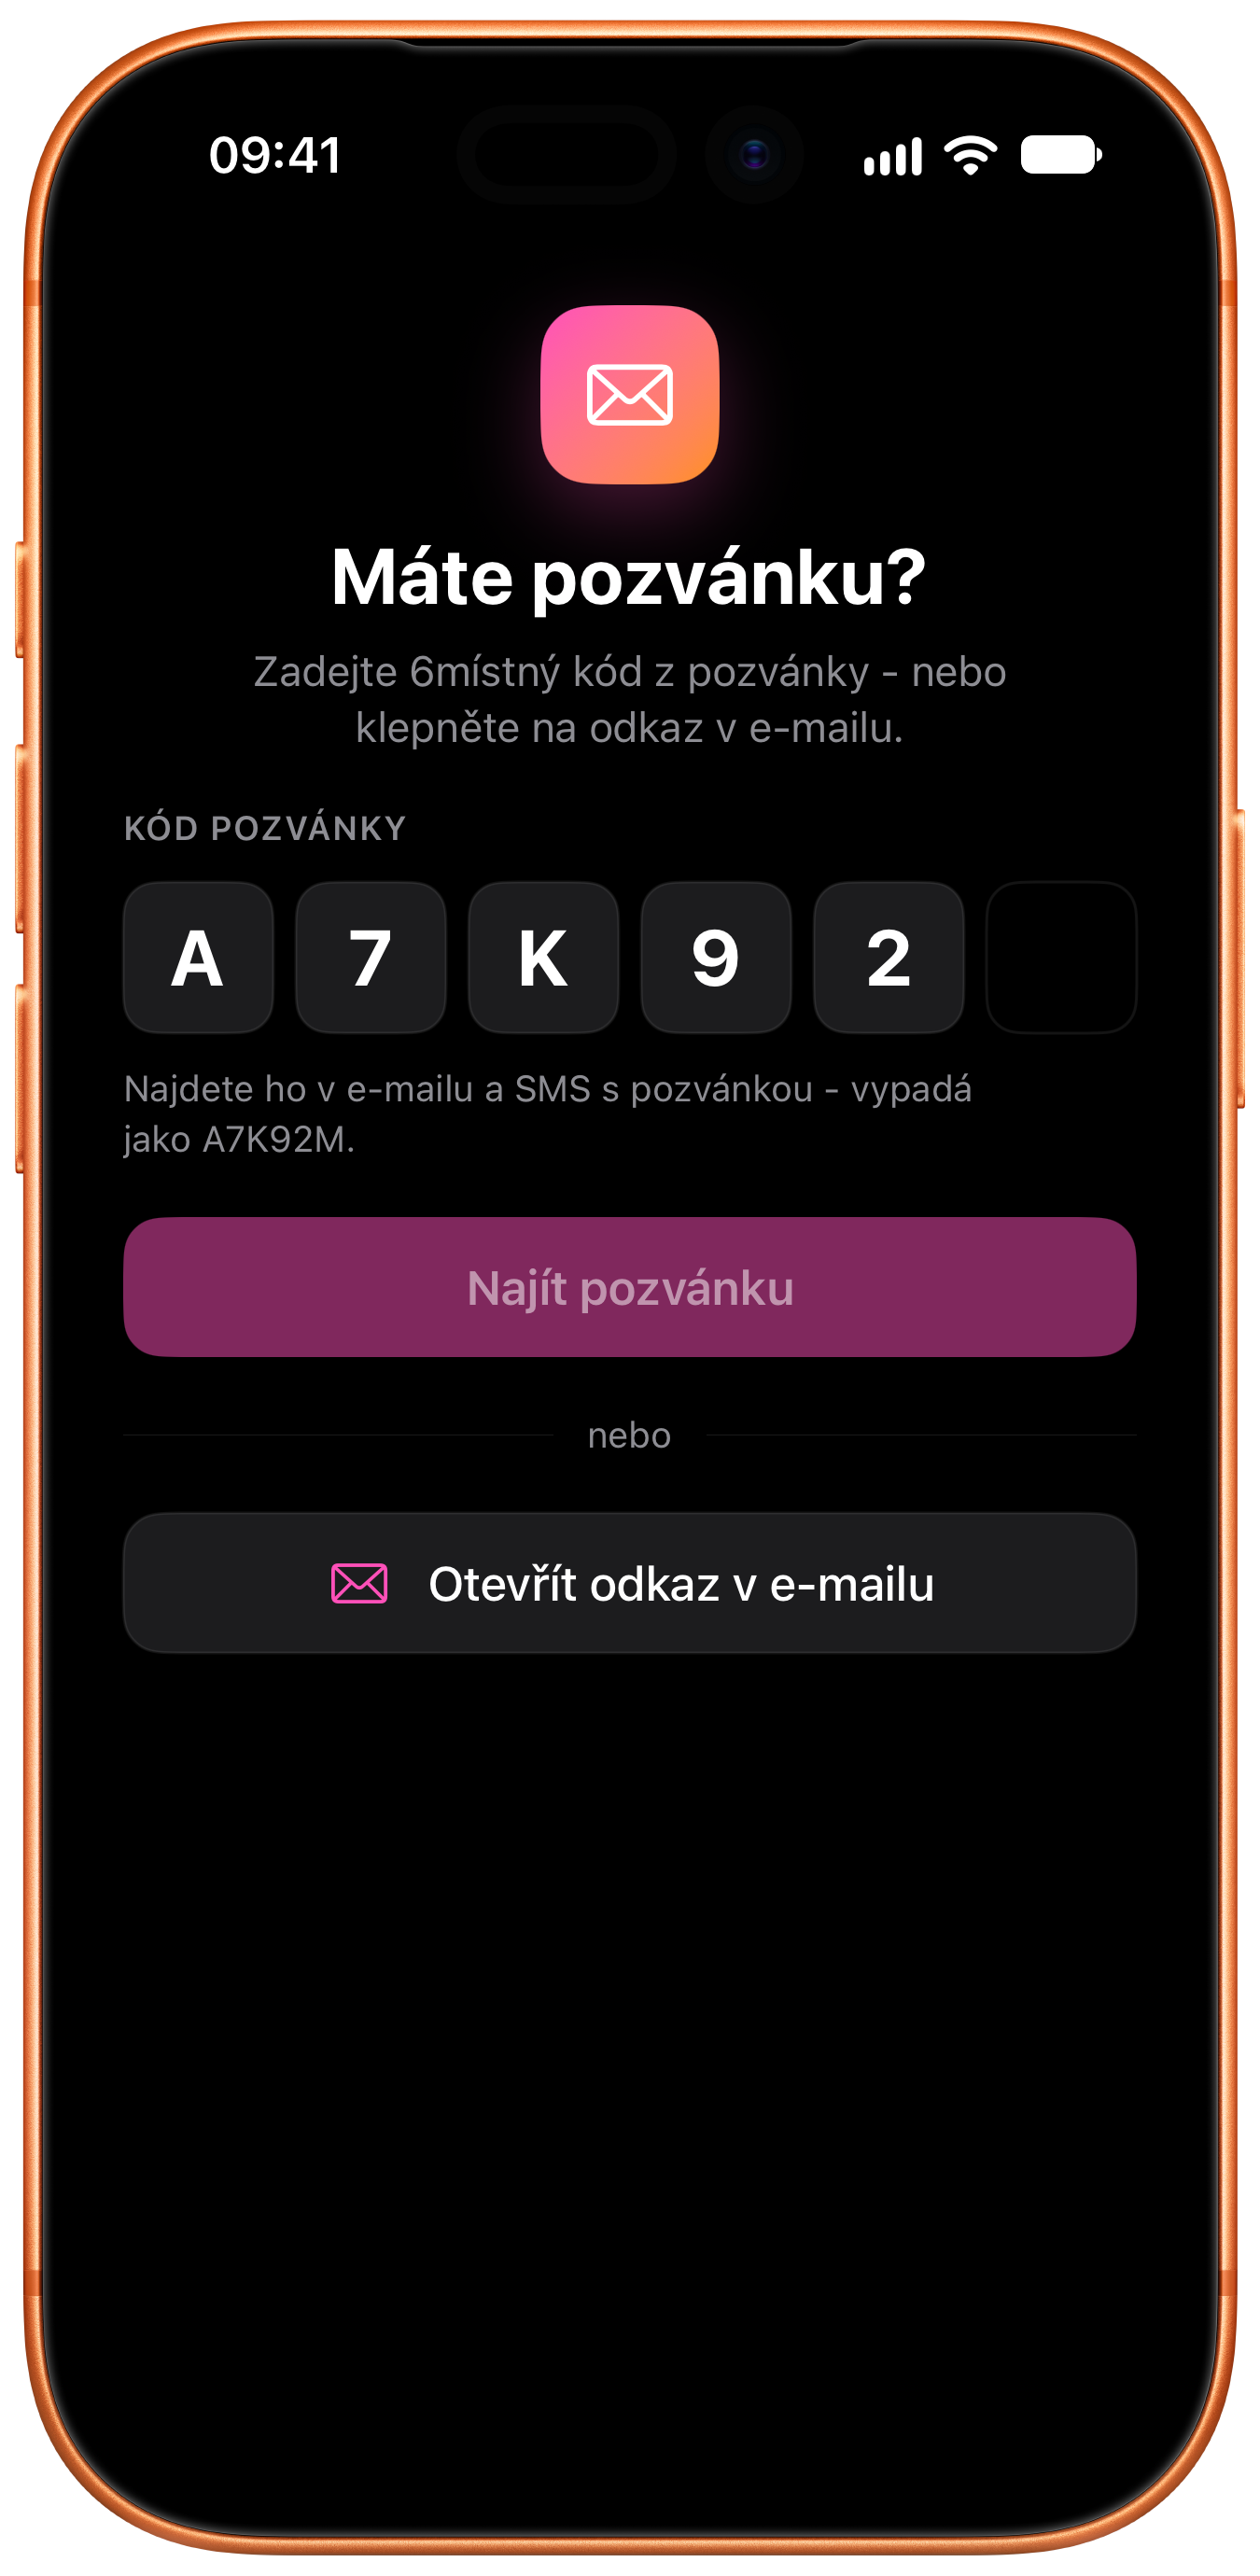 09:41
Máte pozvánku?
Zadejte 6místný kód z pozvánky - nebo
klepněte na odkaz v e-mailu.
KÓD POZVÁNKY
A 7 K 9 2
Najdete ho v e-mailu a SMS s pozvánkou - vypadá
jako A7K92M.
Najít pozvánku
nebo
Otevřít odkaz v e-mailu